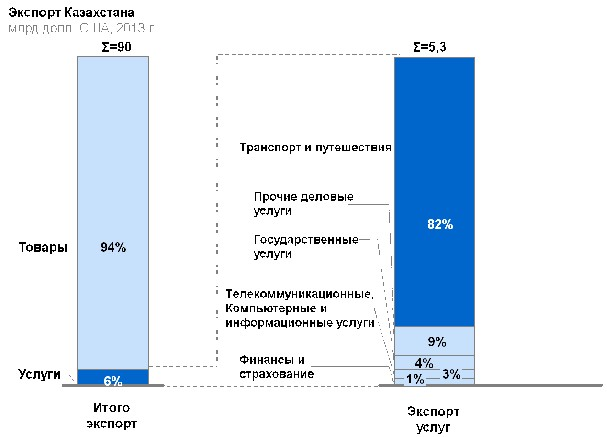 Экспорт Казахстана
млрд долл. США, 2013 г.
Σ=90
Σ=5,3
Транспорт и путешествия
Прочие деловые
услуги
82%
Государственные
услуги
Товары
94%
Телекоммуникационные,
Компьютерные и
информационные услуги
9%
Финансы и
страхование
4%
3%
1%
Услуги
6%
Итого
экспорт
Экспорт
услуг